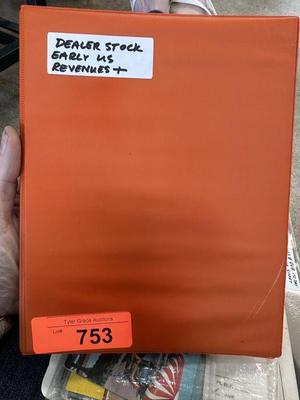 DEALER STOCK
EARLY US
REVENUES +
Tyler Grace Auctions
Lot# 753